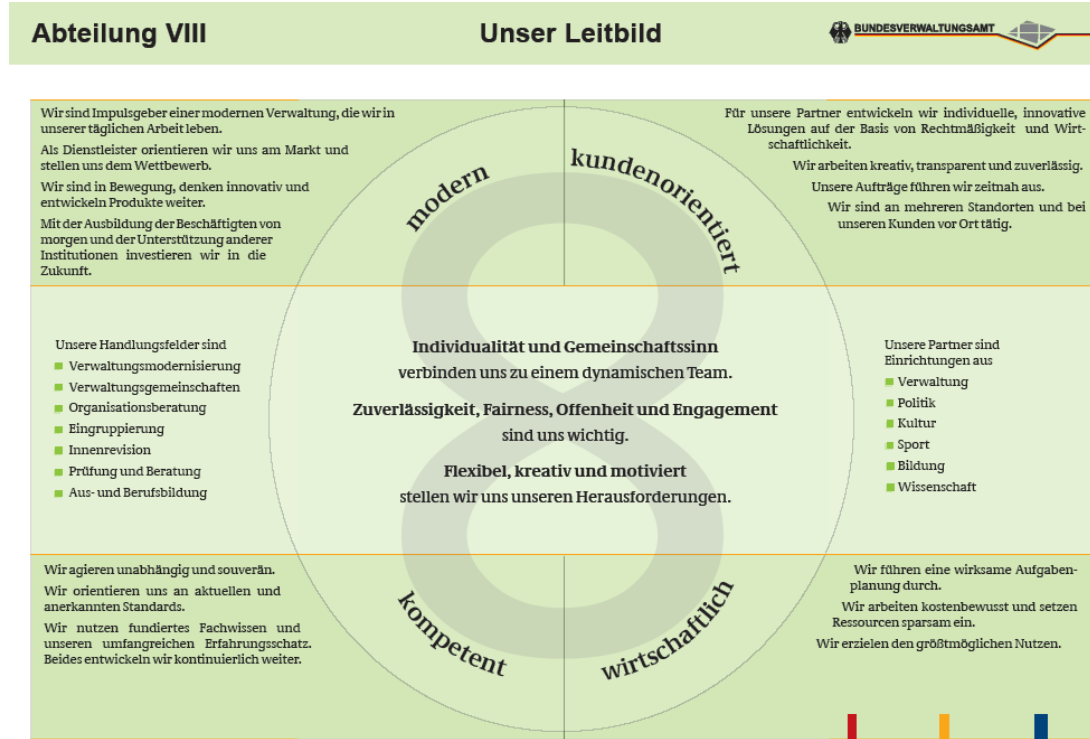 Abteilung VIII
Unser Leitbild
BUNDESVERWALTUNGSAMT
Wir sind Impulsgeber einer modernen Verwaltung, die wir in
unserer täglichen Arbeit leben.
Als Dienstleister orientieren wir uns am Markt und
stellen uns dem Wettbewerb.
Wir sind in Bewegung, denken innovativ und
entwickeln Produkte weiter.
Mit der Ausbildung der Beschäftigten von
morgen und der Unterstützung anderer
Institutionen investieren wir in die
Zukunft.
modern
kundenorientiert
Für unsere Partner entwickeln wir individuelle, innovative
Lösungen auf der Basis von Rechtmäßigkeit und Wirt-
schaftlichkeit.
Wir arbeiten kreativ, transparent und zuverlässig.
Unsere Aufträge führen wir zeitnah aus.
Wir sind an mehreren Standorten und bei
unseren Kunden vor Ort tätig.
Unsere Handlungsfelder sind
Verwaltungsmodernisierung
Verwaltungsgemeinschaften
Organisationsberatung
Eingruppierung
Innenrevision
Prüfung und Beratung
Aus- und Berufsbildung
8
Individualität und Gemeinschaftssinn
verbinden uns zu einem dynamischen Team.
Zuverlässigkeit, Fairness, Offenheit und Engagement
sind uns wichtig.
Flexibel, kreativ und motiviert
stellen wir uns unseren Herausforderungen.
Unsere Partner sind
Einrichtungen aus
Verwaltung
Politik
Kultur
Sport
Bildung
Wissenschaft
Wir agieren unabhängig und souverän.
Wir orientieren uns an aktuellen und
anerkannten Standards.
Wir nutzen fundiertes Fachwissen und
unseren umfangreichen Erfahrungsschatz.
Beides entwickeln wir kontinuierlich weiter.
kompetent
wirtschaftlich
Wir führen eine wirksame Aufgaben-
planung durch.
Wir arbeiten kostenbewusst und setzen
Ressourcen sparsam ein.
Wir erzielen den größtmöglichen Nutzen.